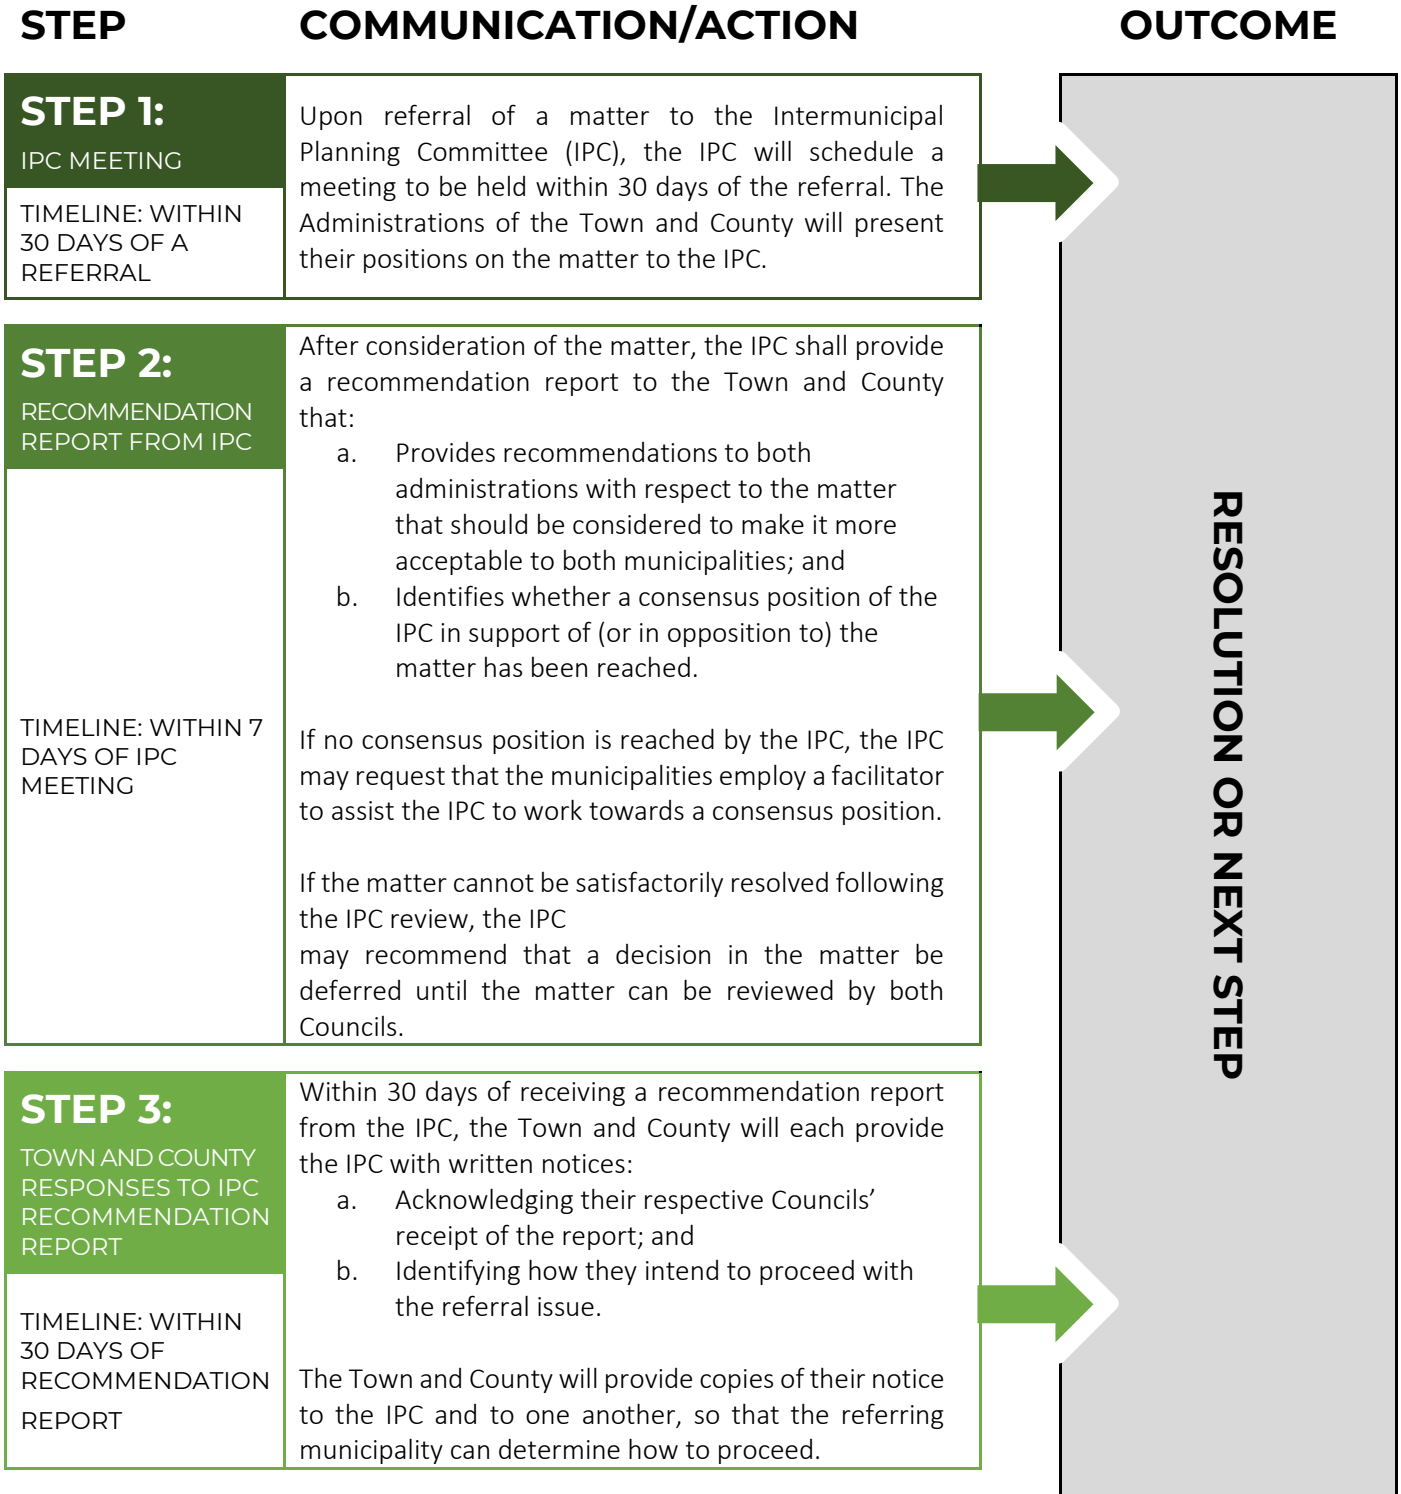 STEP COMMUNICATION/ACTION OUTCOME
STEP 1:
IPC MEETING
TIMELINE: WITHIN
30 DAYS OF A
REFERRAL
Upon referral of a matter to the Intermunicipal
Planning Committee (IPC), the IPC will schedule a
meeting to be held within 30 days of the referral. The
Administrations of the Town and County will present
their positions on the matter to the IPC.
STEP 2:
RECOMMENDATION
REPORT FROM IPC
TIMELINE: WITHIN 7
DAYS OF IPC
MEETING
After consideration of the matter, the IPC shall provide
a recommendation report to the Town and County
that:
a. Provides recommendations to both
administrations with respect to the matter
that should be considered to make it more
acceptable to both municipalities; and
b. Identifies whether a consensus position of the
IPC in support of (or in opposition to) the
matter has been reached.
If no consensus position is reached by the IPC, the IPC
may request that the municipalities employ a facilitator
to assist the IPC to work towards a consensus position.
If the matter cannot be satisfactorily resolved following
the IPC review, the IPC
may recommend that a decision in the matter be
deferred until the matter can be reviewed by both
Councils.
STEP 3:
TOWN AND COUNTY
RESPONSES TO IPC
RECOMMENDATION
REPORT
TIMELINE: WITHIN
30 DAYS OF
RECOMMENDATION
REPORT
Within 30 days of receiving a recommendation report
from the IPC, the Town and County will each provide
the IPC with written notices:
a. Acknowledging their respective Councils’
receipt of the report; and
b. Identifying how they intend to proceed with
the referral issue.
The Town and County will provide copies of their notice
to the IPC and to one another, so that the referring
municipality can determine how to proceed.
RESOLUTION OR NEXT STEP